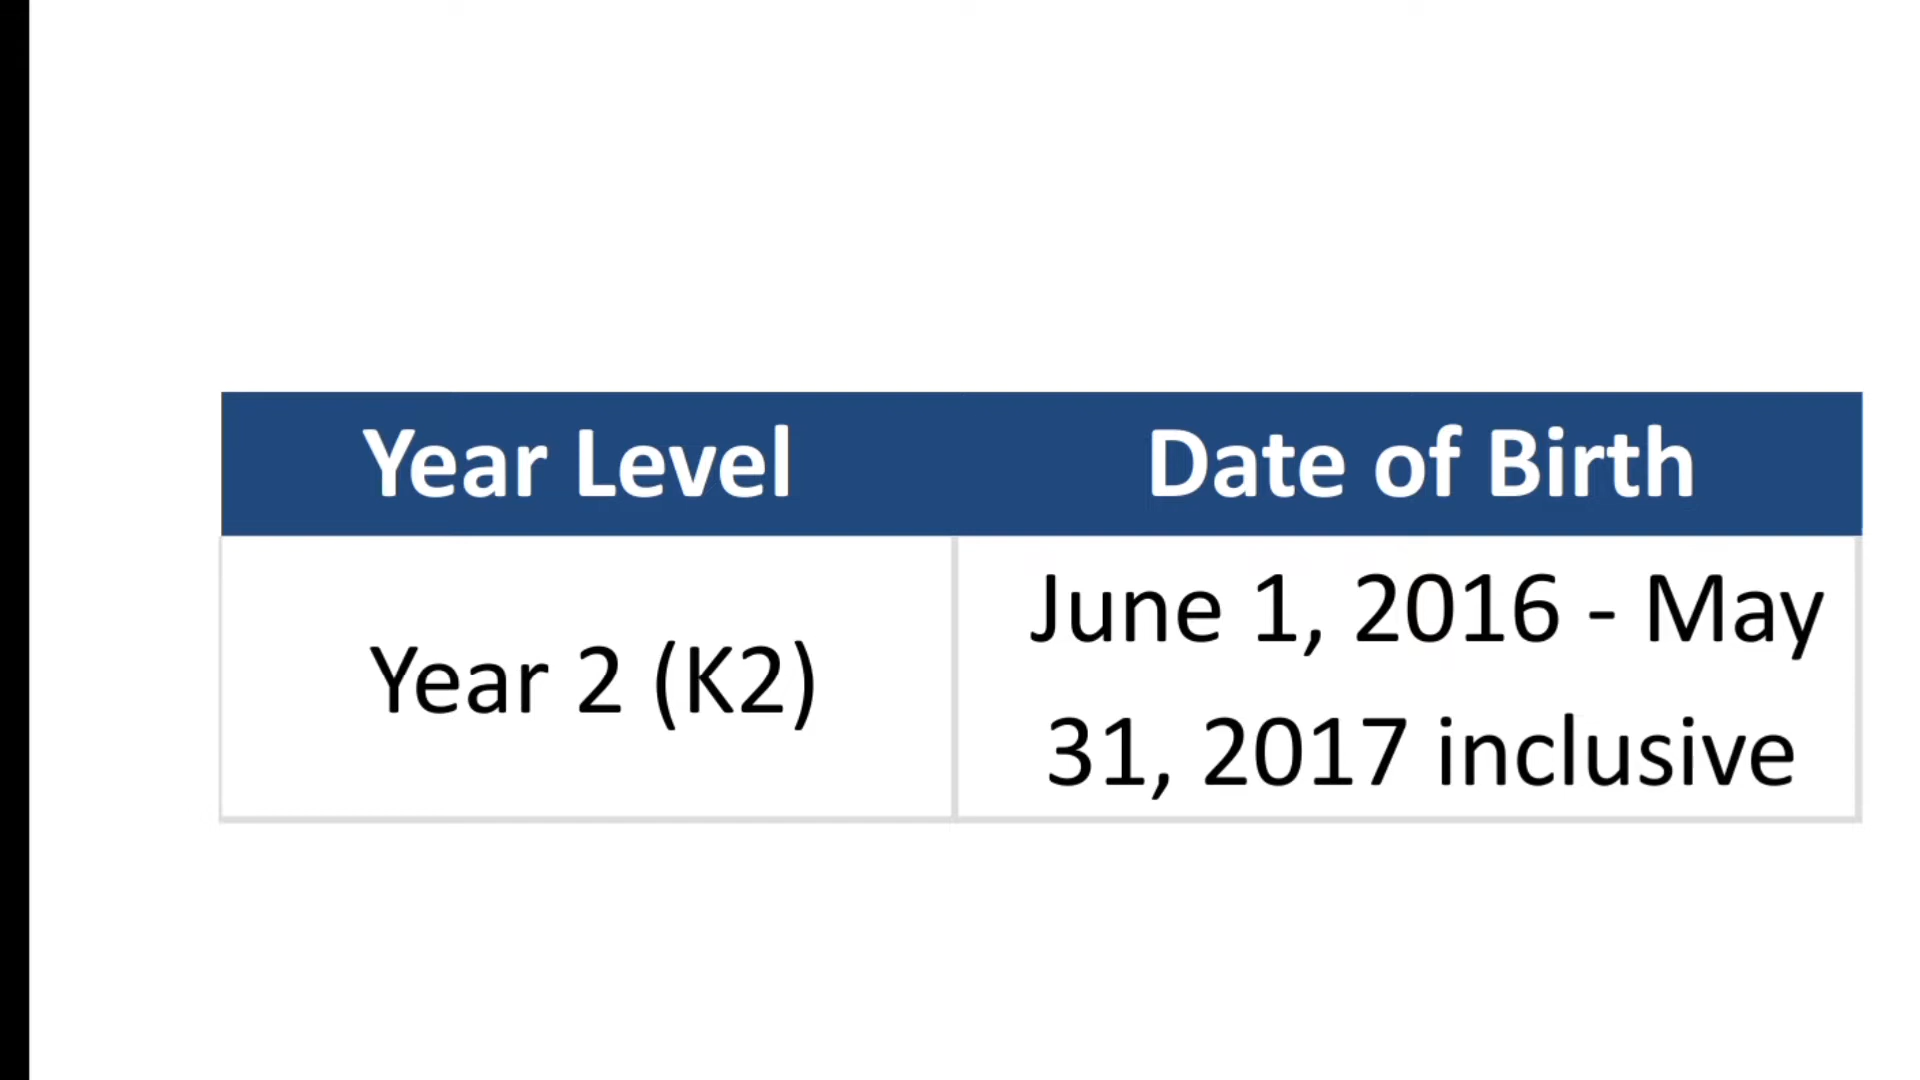 Year Level Date of Birth
Year 2 (K2)
June 1, 2016 - May
31, 2017 inclusive